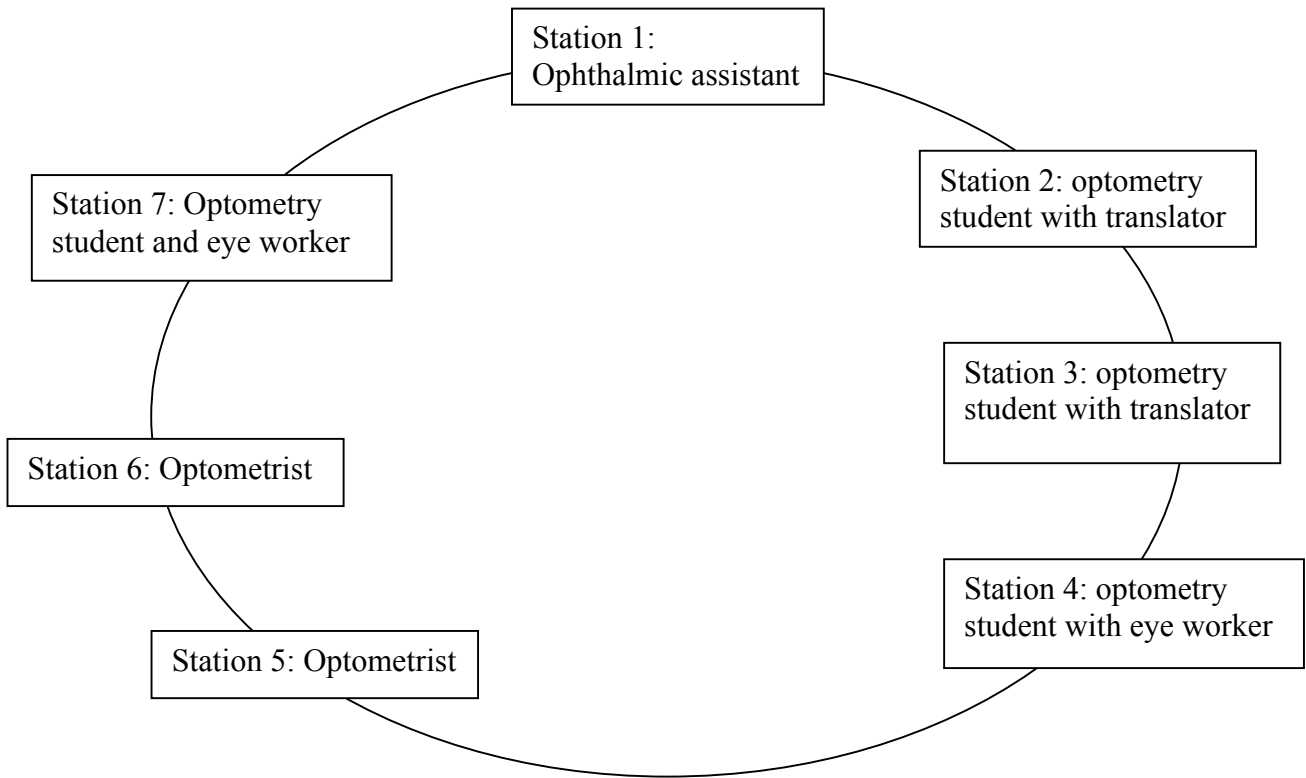 Station 1:
Ophthalmic assistant
Station 2: optometry
student with translator
Station 3: optometry
student with translator
Station 4: optometry
student with eye worker
Station 5: Optometrist
Station 6: Optometrist
Station 7: Optometry
student and eye worker